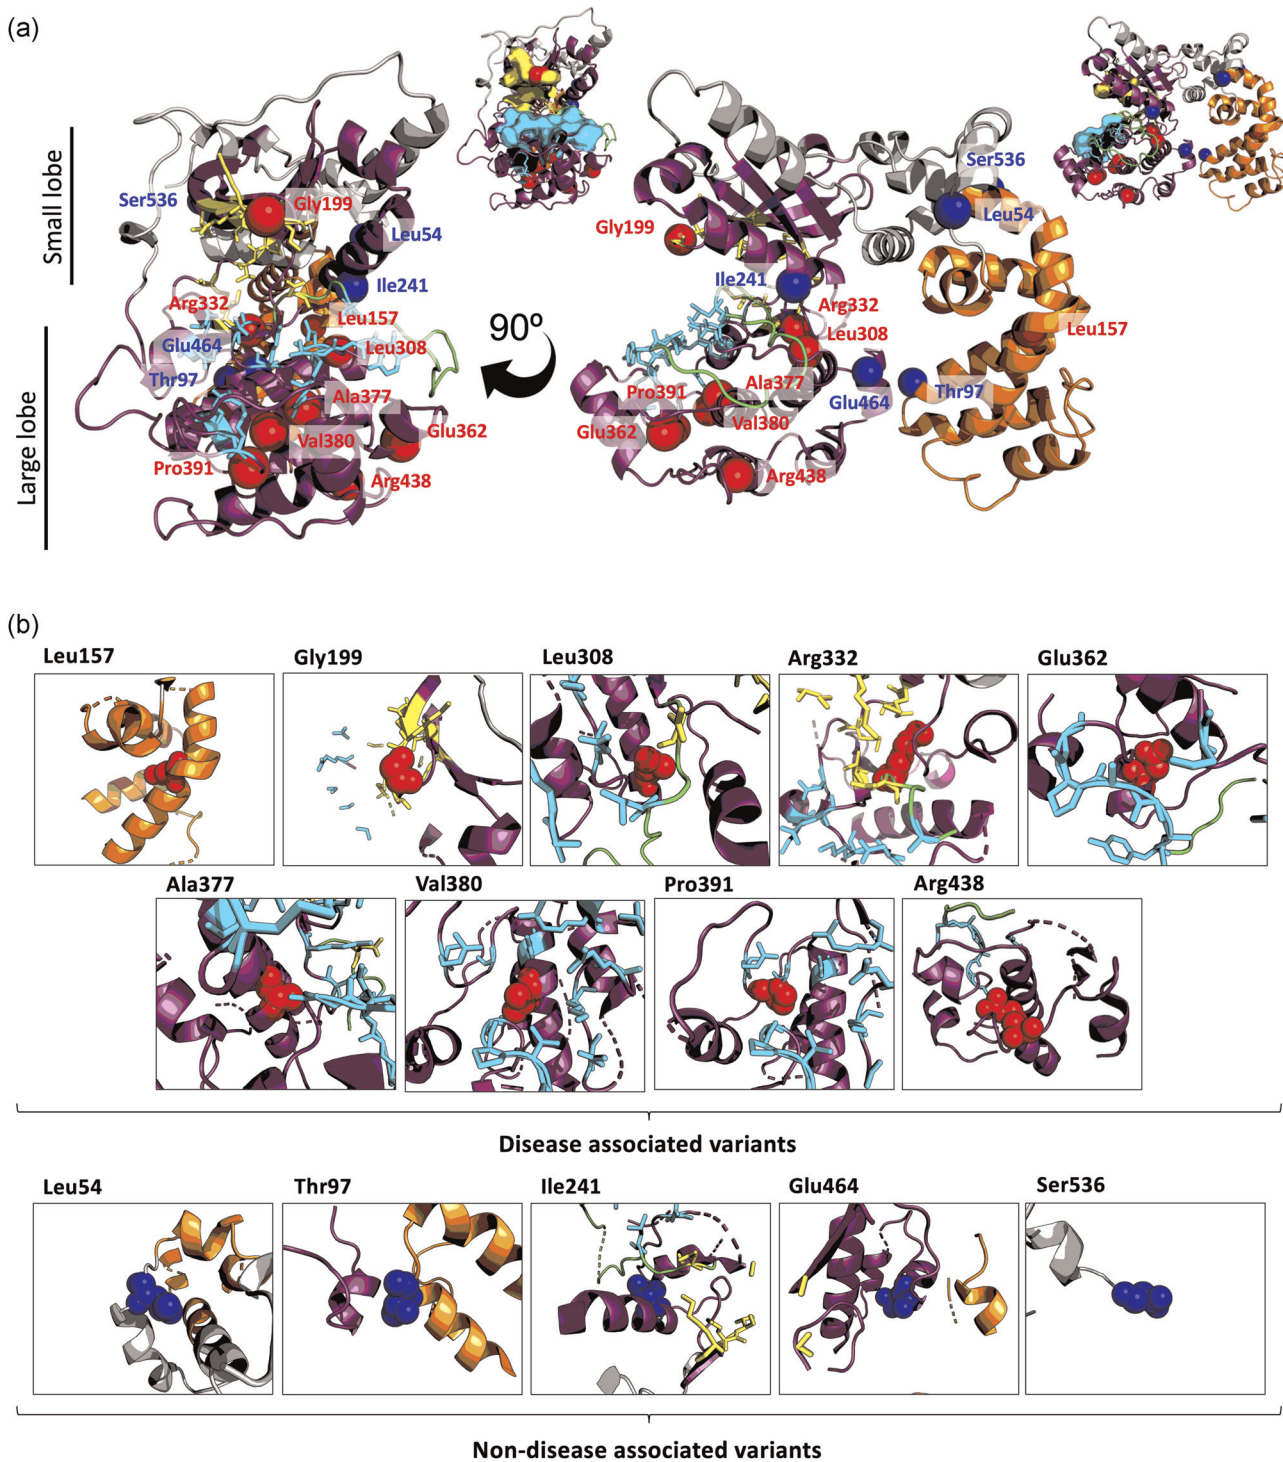 (a)
Small lobe
Large lobe
Ser536
Gly199
Leu54
Ile241
Arg332
Leu157
Glu464
Leu308
Thr97
Ala377
Val380
Glu362
Pro391
Arg438
90º
Ser536
Leu54
Gly199
Ile241
Arg332
Leu308
Leu157
Pro391
Ala377
Glu464
Thr97
Glu362
Val380
Arg438
(b)
Leu157 Gly199 Leu308 Arg332 Glu362
Ala377 Val380 Pro391 Arg438
Disease associated variants
Leu54 Thr97 Ile241 Glu464 Ser536
Non-disease associated variants